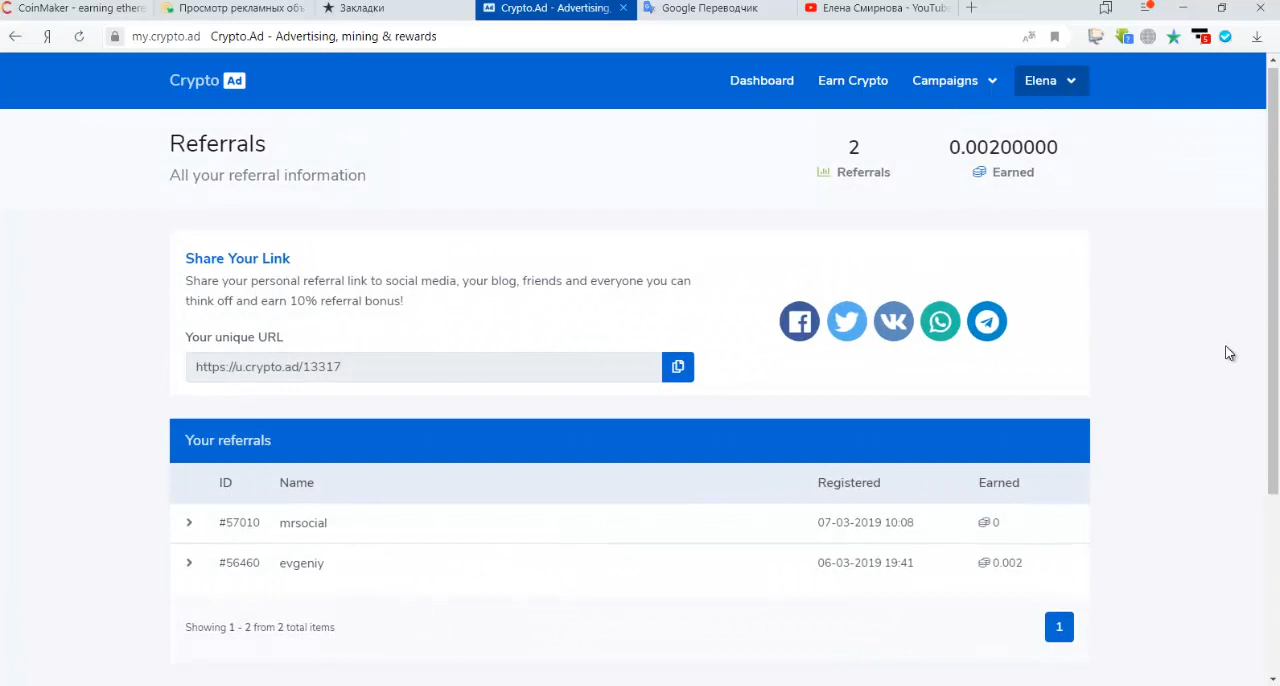 CoinMaker - earning ethere
Просмотр рекламных объ
Закладки
Crypto.Ad - Advertising,
Google Переводчик
Елена Смирнова - YouTube
my.crypto.ad Crypto.Ad - Advertising, mining & rewards
Crypto Ad
Dashboard
Earn Crypto
Campaigns
Elena
Referrals
All your referral information
2
Referrals
0.00200000
Earned
Share Your Link
Share your personal referral link to social media, your blog, friends and everyone you can
think off and earn 10% referral bonus!
Your unique URL
https://u.crypto.ad/13317
Your referrals
ID Name Registered Earned
#57010 mrsocial 07-03-2019 10:08 0
#56460 evgeniy 06-03-2019 19:41 0.002
Showing 1 - 2 from 2 total items
1